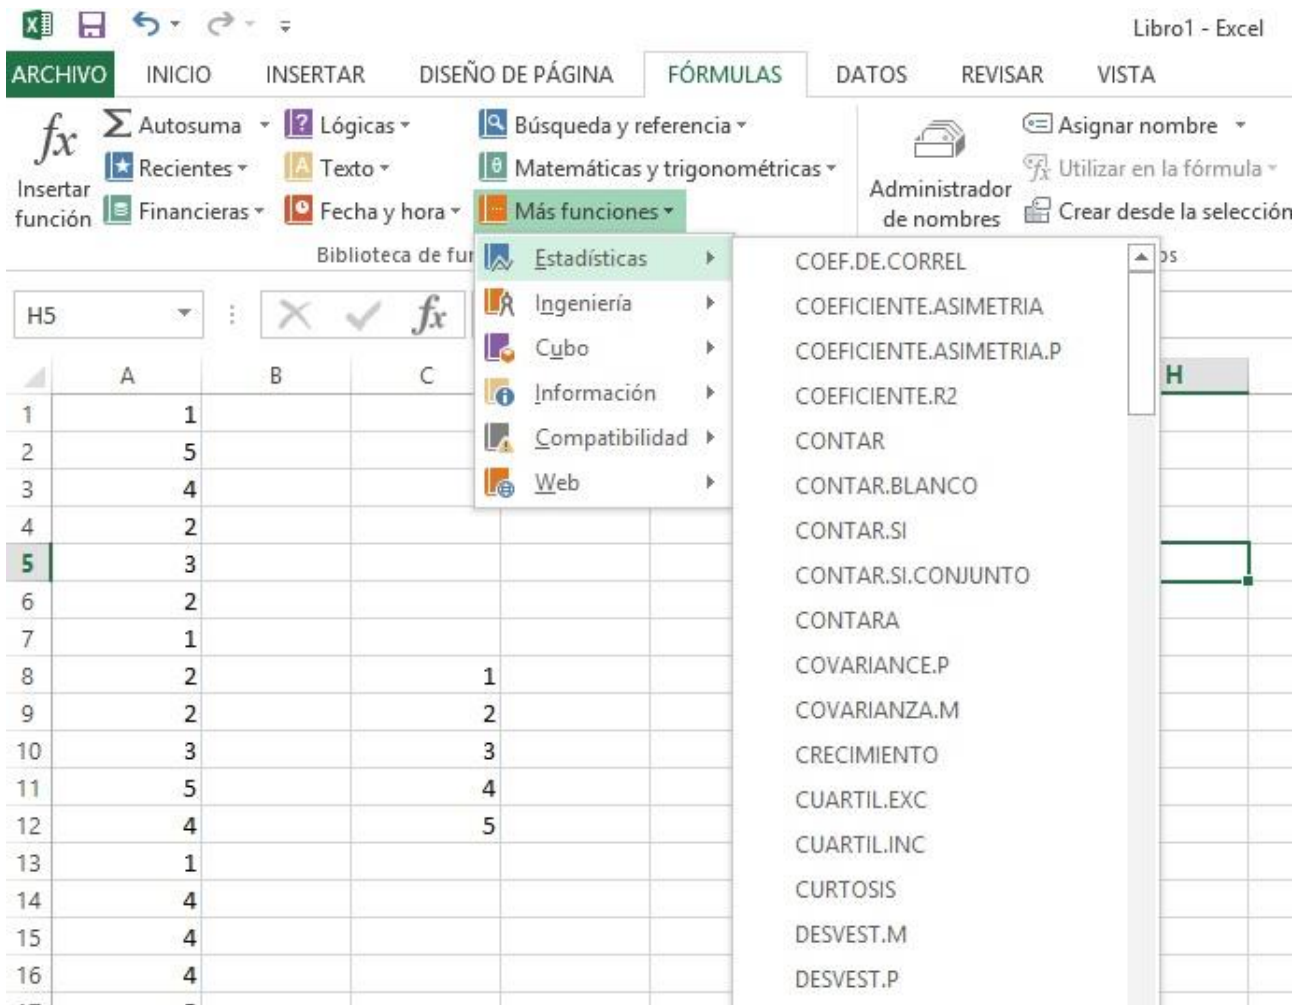 Libro1 - Excel
ARCHIVO INICIO INSERTAR DISEÑO DE PÁGINA FÓRMULAS DATOS REVISAR VISTA
fx Autosuma Lógicas Búsqueda y referencia Asignar nombre
Recientes Texto Matemáticas y trigonométricas Utilizar en la fórmula
Insertar función Financieras Fecha y hora Más funciones Administrador de nombres Crear desde la selección
Biblioteca de
Estadísticas
Ingeniería
Cubo
Información
Compatibilidad
Web
COEF.DE.CORREL
COEFICIENTE.ASIMETRIA
COEFICIENTE.ASIMETRIA.P
COEFICIENTE.R2
CONTAR
CONTAR.BLANCO
CONTAR.SI
CONTAR.SI.CONJUNTO
CONTARA
COVARIANCE.P
COVARIANZA.M
CRECIMIENTO
CUARTIL.EXC
CUARTIL.INC
CURTOSIS
DESVEST.M
DESVEST.P
H5 fx
A B C H
1 1
2 5
3 4
4 2
5 3
6 2
7 1
8 2 1
9 2 2
10 3 3
11 5 4
12 4 5
13 1
14 4
15 4
16 4